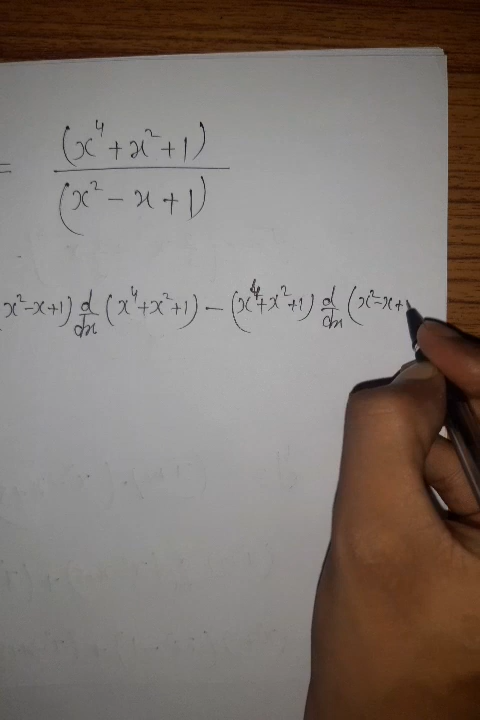 = (x⁴+x²+1)
(x²-x+1)
x²-x+1) d/dx (x⁴+x²+1) - (x⁴+x²+1) d/dx (x²-x+